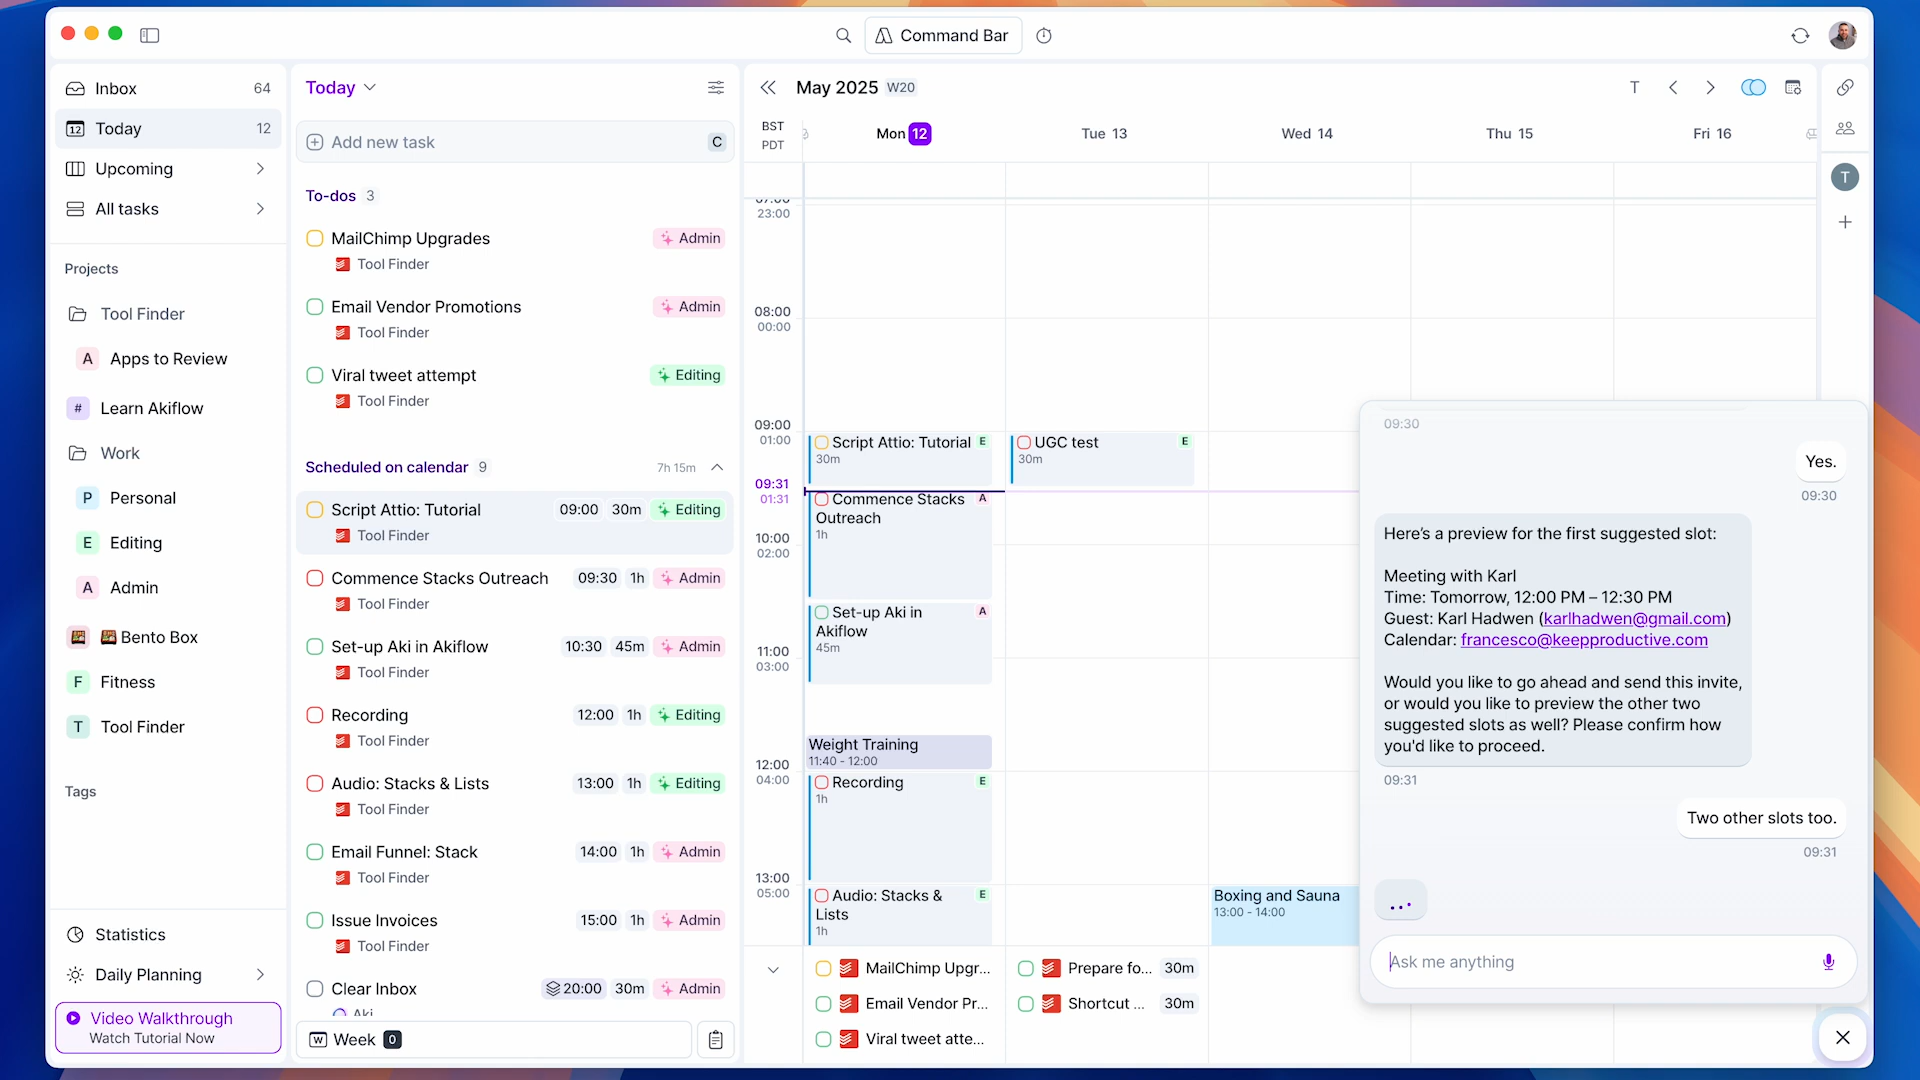 Command Bar
Inbox 64
12 Today 12
Upcoming
All tasks
Projects
Tool Finder
A Apps to Review
# Learn Akiflow
Work
P Personal
E Editing
A Admin
Bento Box
F Fitness
T Tool Finder
Tags
Statistics
Daily Planning
Video Walkthrough
Watch Tutorial Now
Today
Add new task C
To-dos 3
MailChimp Upgrades Admin
Tool Finder
Email Vendor Promotions Admin
Tool Finder
Viral tweet attempt Editing
Tool Finder
Scheduled on calendar 9 7h 15m
Script Attio: Tutorial 09:00 30m Editing
Tool Finder
Commence Stacks Outreach 09:30 1h Admin
Tool Finder
Set-up Aki in Akiflow 10:30 45m Admin
Tool Finder
Recording 12:00 1h Editing
Tool Finder
Audio: Stacks & Lists 13:00 1h Editing
Tool Finder
Email Funnel: Stack 14:00 1h Admin
Tool Finder
Issue Invoices 15:00 1h Admin
Tool Finder
Clear Inbox 20:00 30m Admin
Aki
W Week 0
May 2025 W20 T
BST
PDT
Mon 12 Tue 13 Wed 14 Thu 15 Fri 16
07:00
23:00
08:00
00:00
09:00
01:00
09:31
01:31
10:00
02:00
11:00
03:00
12:00
04:00
13:00
05:00
Script Attio: Tutorial E
30m
Commence Stacks A
Outreach
1h
Set-up Aki in A
Akiflow
45m
Weight Training
11:40 - 12:00
Recording E
1h
Audio: Stacks & E
Lists
1h
UGC test E
30m
Boxing and Sauna
13:00 - 14:00
MailChimp Upgr...
Email Vendor Pr...
Viral tweet atte...
Prepare fo... 30m
Shortcut ... 30m
T
09:30
Yes.
09:30
Here's a preview for the first suggested slot:
Meeting with Karl
Time: Tomorrow, 12:00 PM – 12:30 PM
Guest: Karl Hadwen (karlhadwen@gmail.com)
Calendar: francesco@keepproductive.com
Would you like to go ahead and send this invite,
or would you like to preview the other two
suggested slots as well? Please confirm how
you'd like to proceed.
09:31
Two other slots too.
09:31
...
Ask me anything